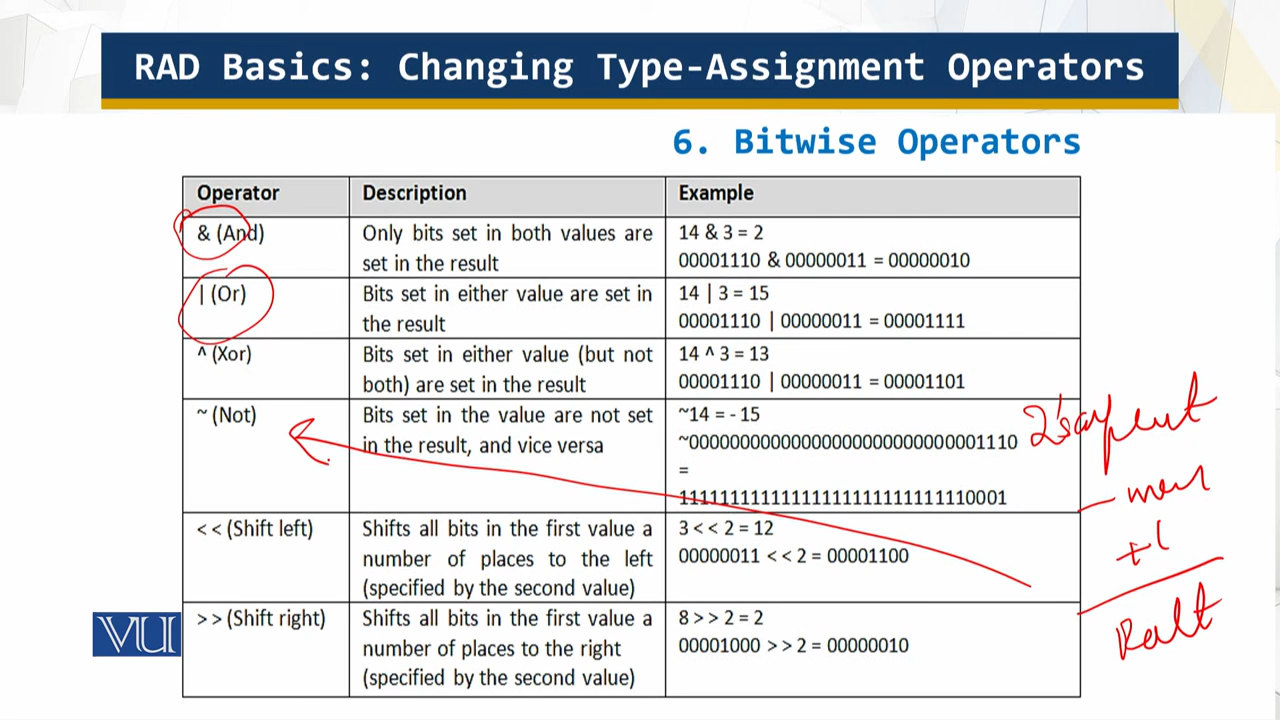 RAD Basics: Changing Type-Assignment Operators
6. Bitwise Operators
Operator Description Example
& (And) Only bits set in both values are 14 & 3 = 2
set in the result 00001110 & 00000011 = 00000010
| (Or) Bits set in either value are set in 14 | 3 = 15
the result 00001110 | 00000011 = 00001111
^ (Xor) Bits set in either value (but not 14 ^ 3 = 13
both) are set in the result 00001110 | 00000011 = 00001101
~ (Not) Bits set in the value are not set ~14 = - 15
in the result, and vice versa ~00000000000000000000000000001110
=
11111111111111111111111111110001
2's
+1
< < (Shift left) Shifts all bits in the first value a 3 < < 2 = 12
number of places to the left 00000011 < < 2 = 00001100
(specified by the second value)
> > (Shift right) Shifts all bits in the first value a 8 > > 2 = 2
number of places to the right 00001000 > > 2 = 00000010
(specified by the second value)
VU